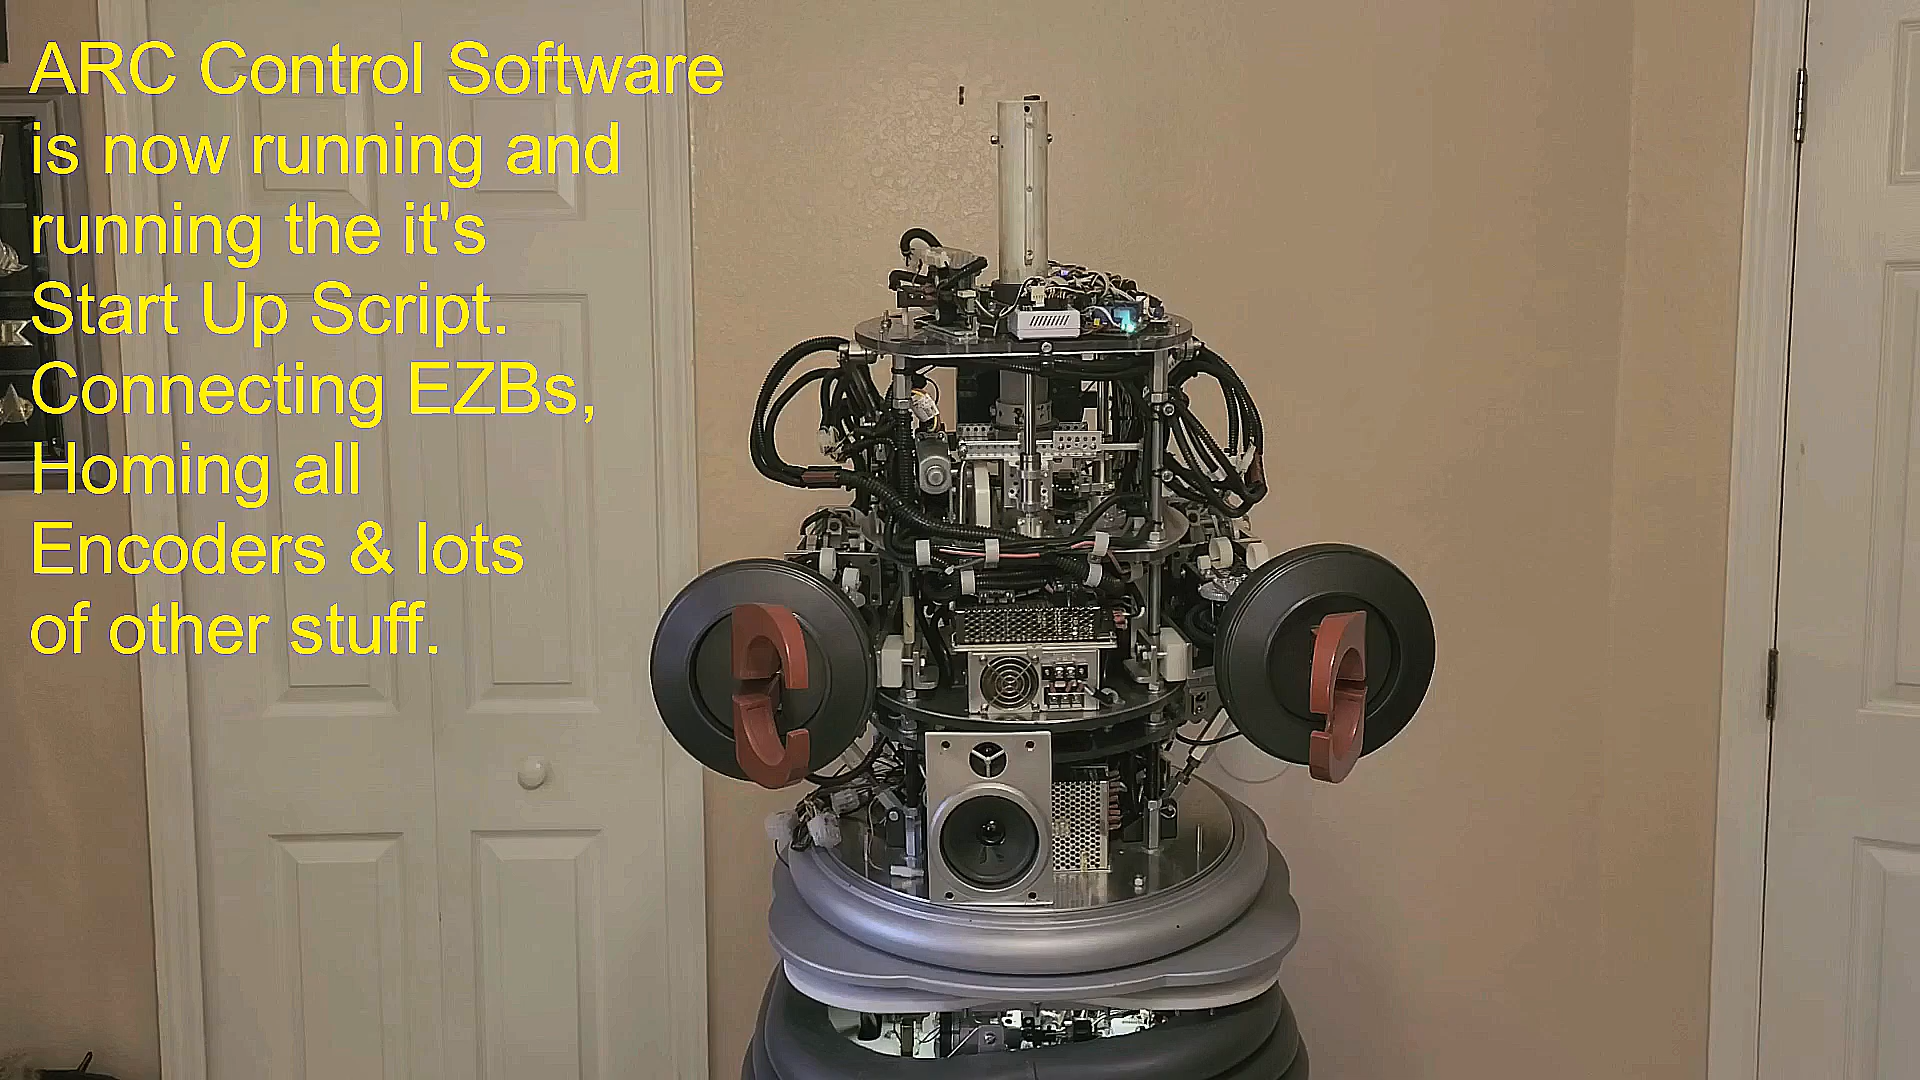 ARC Control Software
is now running and
running the it's
Start Up Script.
Connecting EZBs,
Homing all
Encoders & lots
of other stuff.